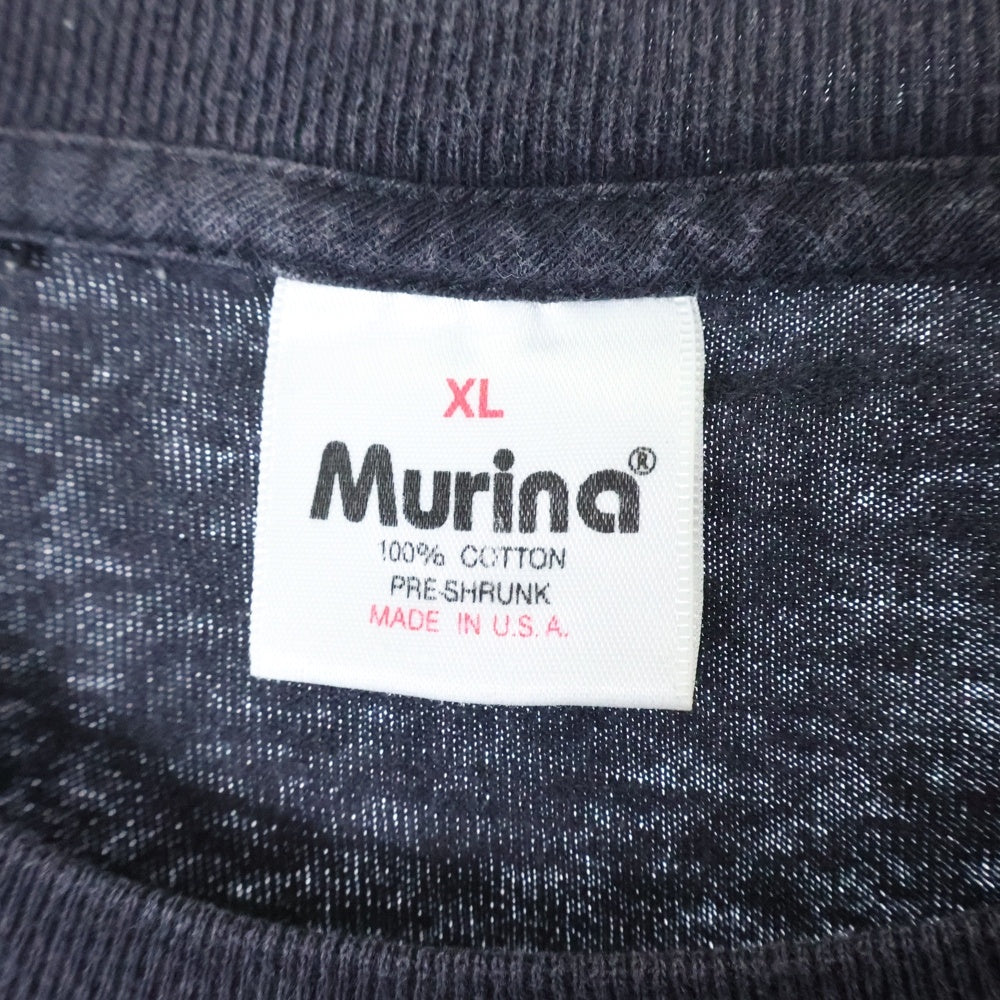 XL
Murina®
100% COTTON
PRE-SHRUNK
MADE IN U.S.A.